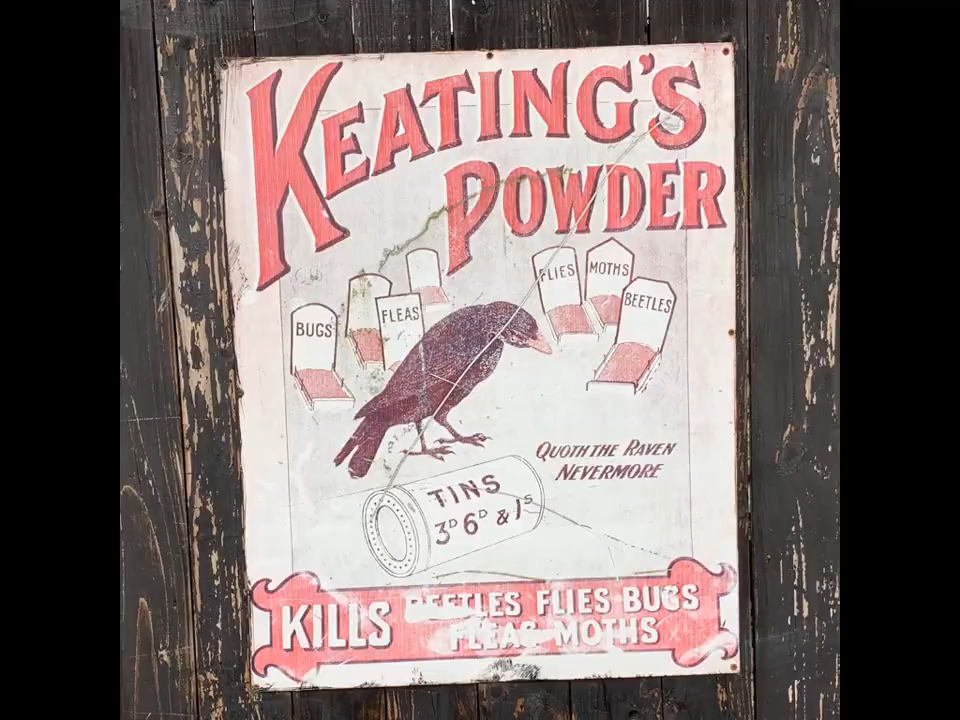 KEATING'S
POWDER
BUGS
FLEAS
FLIES
MOTHS
BEETLES
QUOTH THE RAVEN
NEVERMORE
TINS
3D 6D & 1S
KILLS BEETLES FLIES BUGS
FLEAS MOTHS